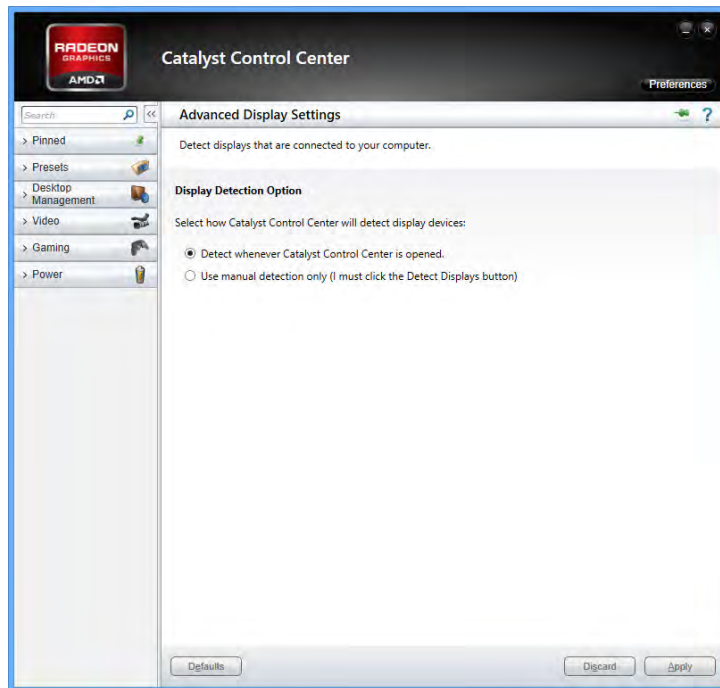 RADEON
GRAPHICS
AMD
Catalyst Control Center
Preferences
Search
<<
Advanced Display Settings
?
> Pinned
Detect displays that are connected to your computer.
> Presets
> Desktop
Management
Display Detection Option
> Video
Select how Catalyst Control Center will detect display devices:
> Gaming
Detect whenever Catalyst Control Center is opened.
> Power
Use manual detection only (I must click the Detect Displays button)
Defaults
Discard
Apply